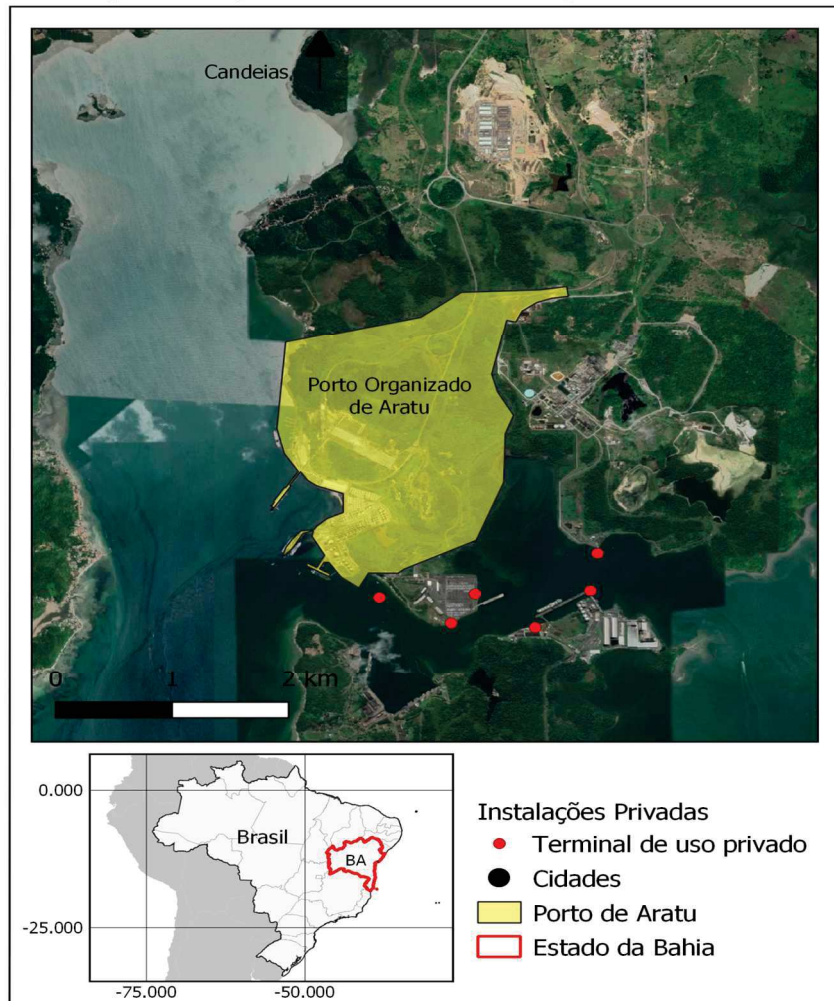 Candeias
Porto Organizado
de Aratu
0 1 2 km
0.000
-25.000
-75.000 -50.000
Brasil
BA
Instalações Privadas
Terminal de uso privado
Cidades
Porto de Aratu
Estado da Bahia